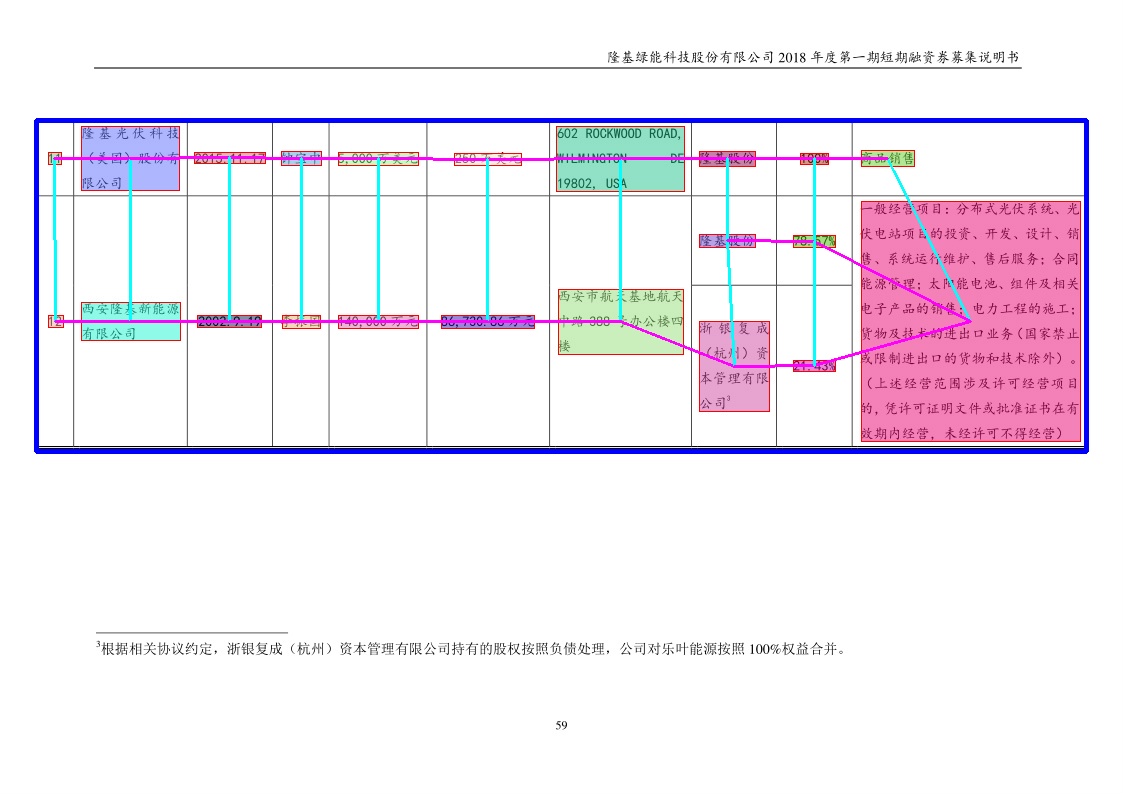 隆基绿能科技股份有限公司 2018 年度第一期短期融资券募集说明书
11
隆基光伏科技
（美国）股份有
限公司
2015.11.17
5,000 万美元
250 万美元
602 ROCKWOOD ROAD,
WILMINGTON DE
19802, USA
隆基股份
100%
商品销售
12
西安隆基新能源
有限公司
140,000 万元
西安市航天基地航天
中路 388 号办公楼四
楼
隆基股份
78.57%
浙银复成
（杭州）资
本管理有限
公司3
21.43%
一般经营项目：分布式光伏系统、光
伏电站项目的投资、开发、设计、销
售、系统运行维护、售后服务；合同
能源管理；太阳能电池、组件及相关
电子产品的销售；电力工程的施工；
货物及技术的进出口业务（国家禁止
或限制进出口的货物和技术除外）。
（上述经营范围涉及许可经营项目
的，凭许可证明文件或批准证书在有
效期内经营，未经许可不得经营）
3根据相关协议约定，浙银复成（杭州）资本管理有限公司持有的股权按照负债处理，公司对乐叶能源按照 100%权益合并。
59